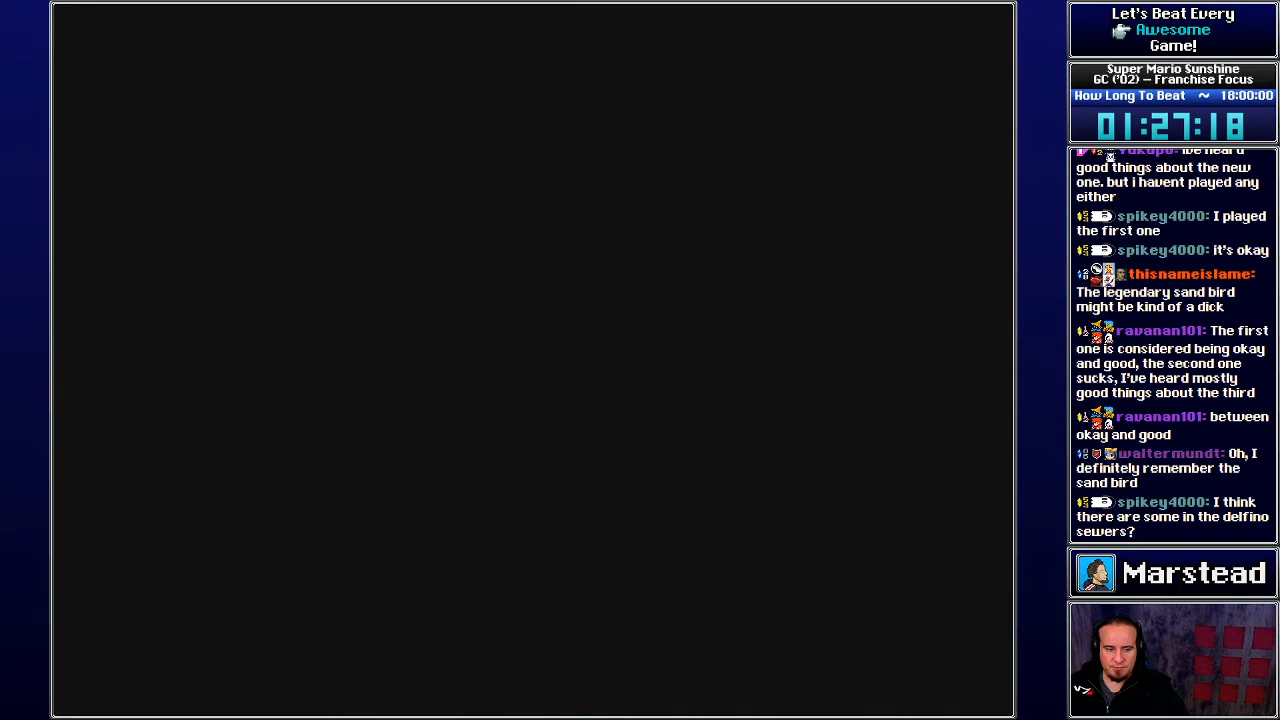 Let's Beat Every
Awesome
Game!
Super Mario Sunshine
GC ('02) – Franchise Focus
How Long To Beat ~ 18:00:00
01:27:18
Yukupo: ive heard
good things about the new
one. but i havent played any
either
spikey4000: I played
the first one
spikey4000: it's okay
thisnameislame:
The legendary sand bird
might be kind of a dick
ravanan101: The first
one is considered being okay
and good, the second one
sucks, I've heard mostly
good things about the third
ravanan101: between
okay and good
waltermundt: Oh, I
definitely remember the
sand bird
spikey4000: I think
there are some in the delfino
sewers?
Marstead